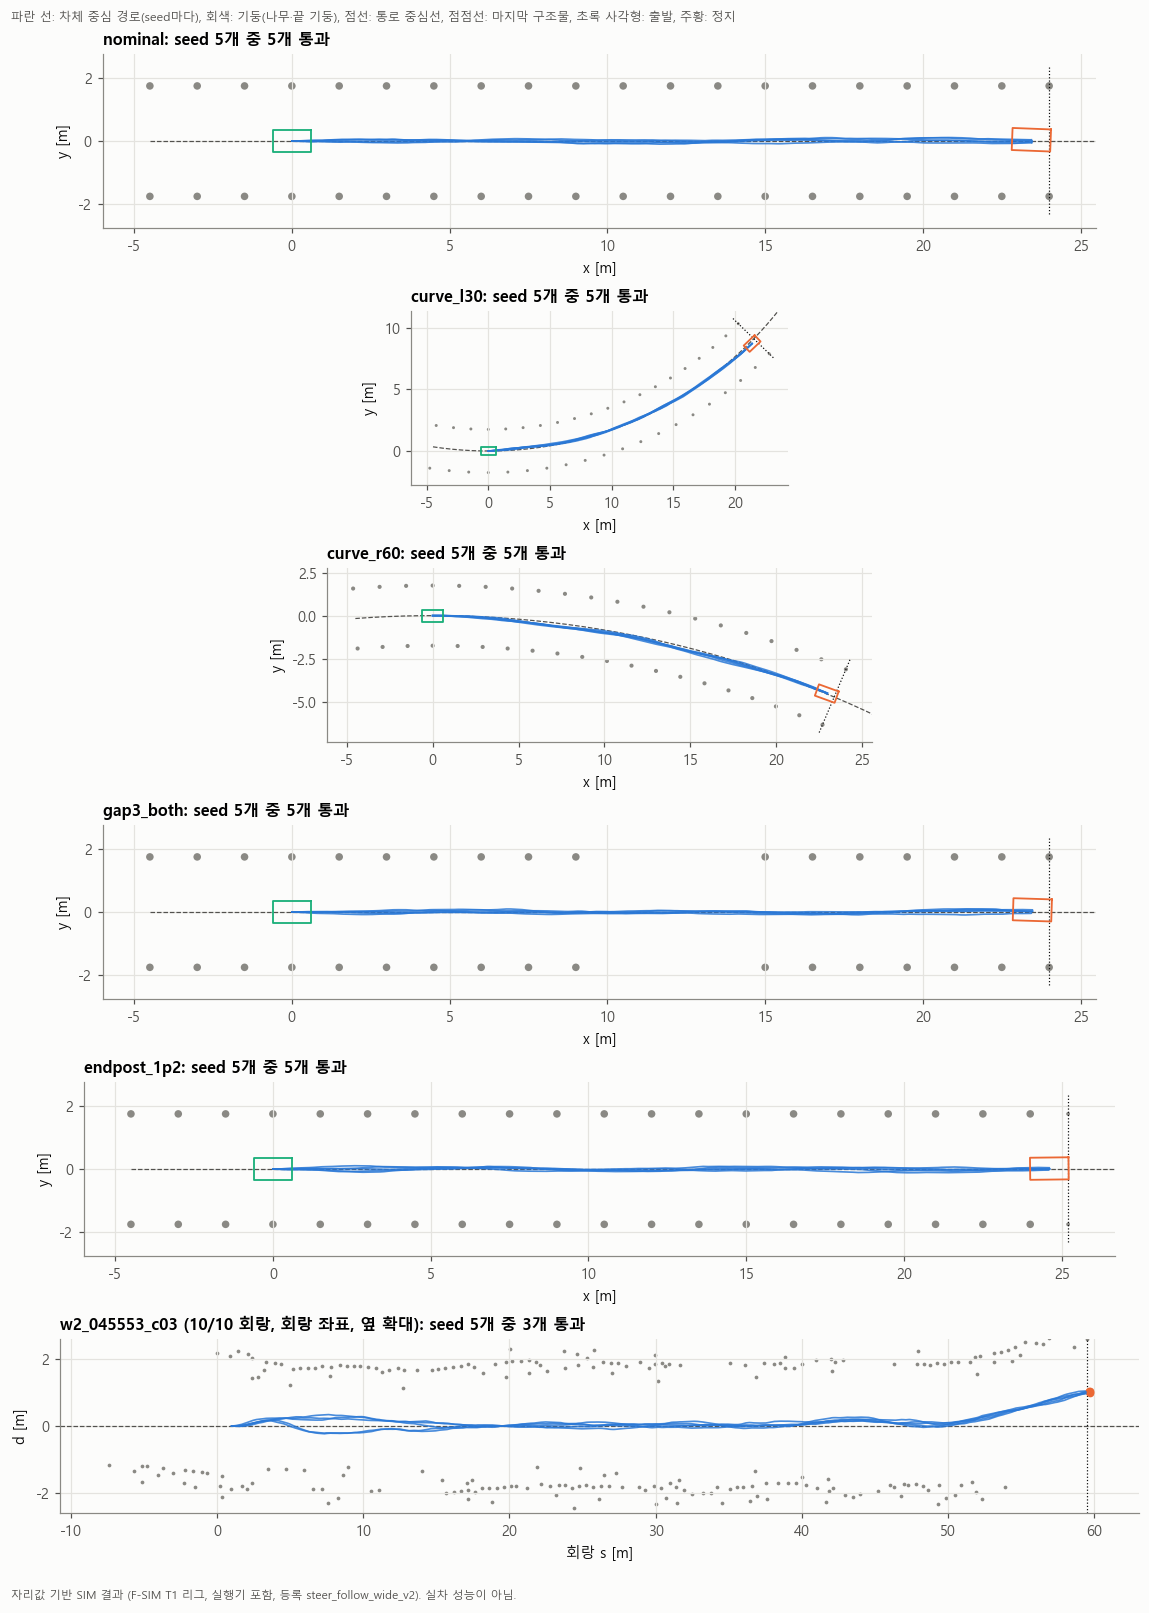 파란 선: 차체 중심 경로(seed마다), 회색: 기둥(나무·끝 기둥), 점선: 통로 중심선, 점점선: 마지막 구조물, 초록 사각형: 출발, 주황: 정지
nominal: seed 5개 중 5개 통과
y [m]
2
0
-2
-5 0 5 10 15 20 25
x [m]
curve_l30: seed 5개 중 5개 통과
y [m]
10
5
0
-5 0 5 10 15 20
x [m]
curve_r60: seed 5개 중 5개 통과
y [m]
2.5
0.0
-2.5
-5.0
-5 0 5 10 15 20 25
x [m]
gap3_both: seed 5개 중 5개 통과
y [m]
2
0
-2
-5 0 5 10 15 20 25
x [m]
endpost_1p2: seed 5개 중 5개 통과
y [m]
2
0
-2
-5 0 5 10 15 20 25
x [m]
w2_045553_c03 (10/10 회랑, 회랑 좌표, 옆 확대): seed 5개 중 3개 통과
d [m]
2
0
-2
-10 0 10 20 30 40 50 60
회랑 s [m]
자리값 기반 SIM 결과 (F-SIM T1 리그, 실행기 포함, 등록 steer_follow_wide_v2). 실차 성능이 아님.